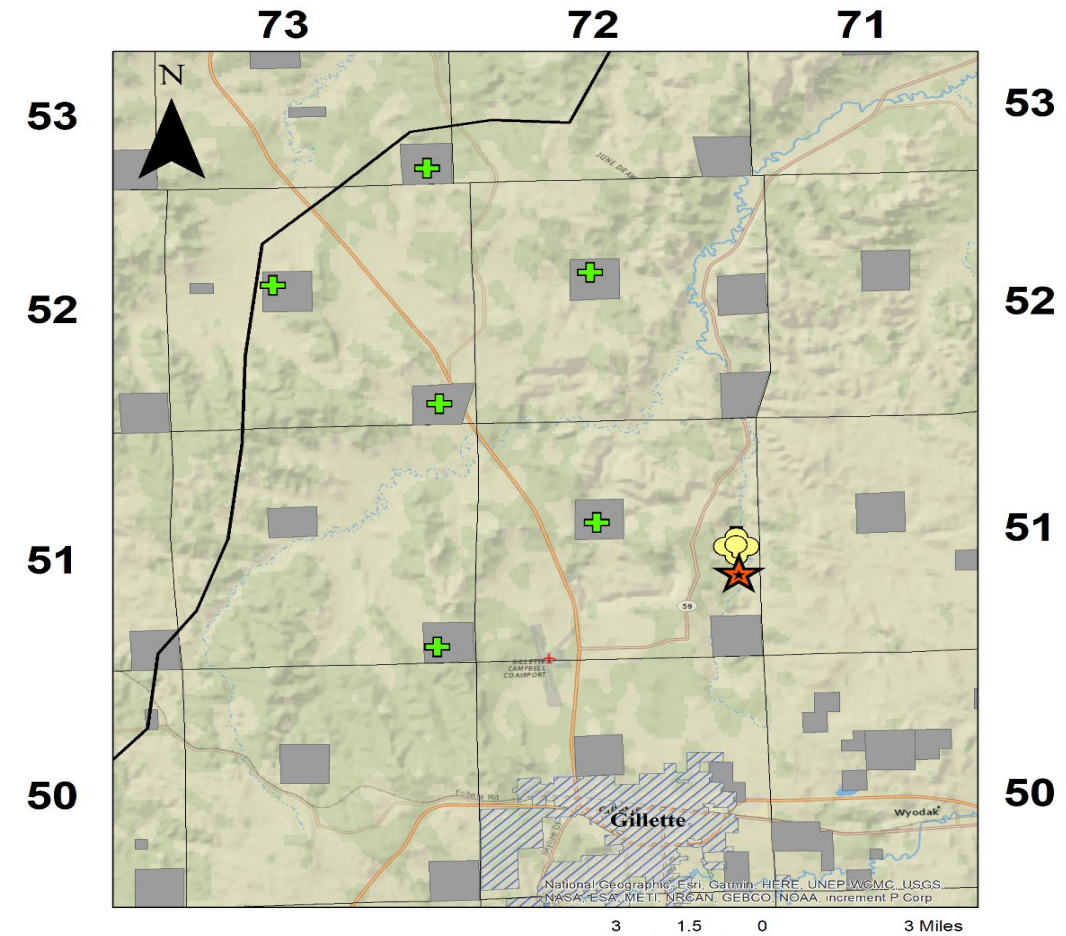 73 72 71
N
53 53
JUNE DRAW
52 52
51 51
59
GILLETTE
CAMPBELL
CO AIRPORT
50 50
Echeta Rd
Gillette
Wyodak
Skyline Dr
National Geographic, Esri, Garmin, HERE, UNEP-WCMC, USGS,
NASA, ESA, METI, NRCAN, GEBCO, NOAA, increment P Corp.
3 1.5 0 3 Miles